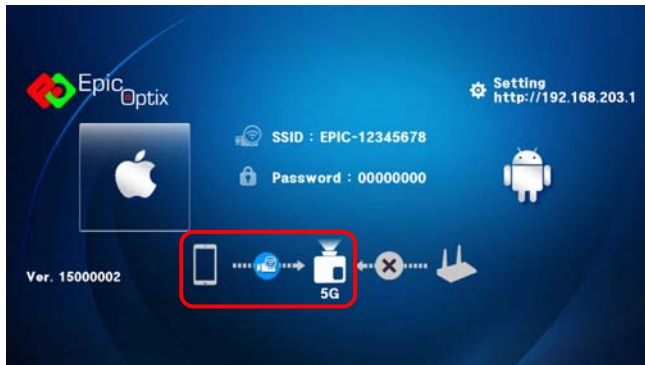 Epic
Optix
Setting
http://192.168.203.1
SSID : EPIC-12345678
Password : 00000000
Ver. 15000002
5G